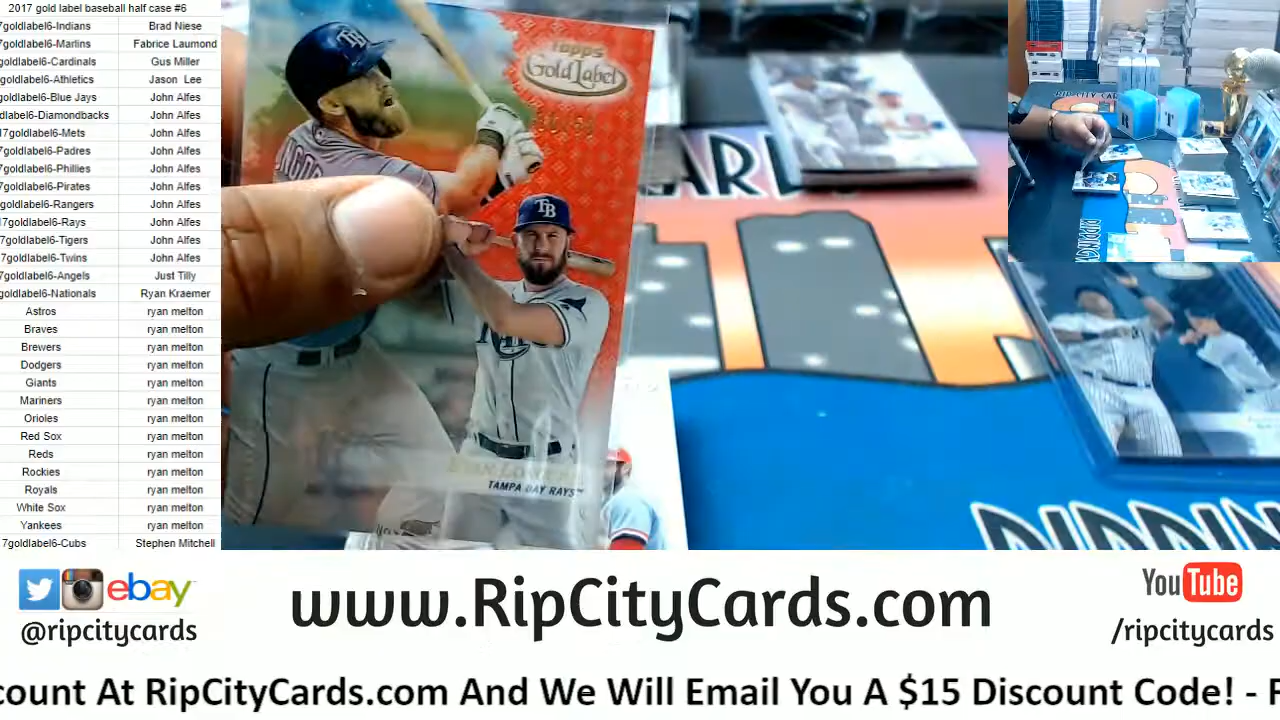 2017 gold label baseball half case #6
7goldlabel6-Indians Brad Niese
7goldlabel6-Marlins Fabrice Laumond
goldlabel6-Cardinals Gus Miller
goldlabel6-Athletics Jason Lee
goldlabel6-Blue Jays John Alfes
dlabel6-Diamondbacks John Alfes
17goldlabel6-Mets John Alfes
7goldlabel6-Padres John Alfes
7goldlabel6-Phillies John Alfes
7goldlabel6-Pirates John Alfes
goldlabel6-Rangers John Alfes
17goldlabel6-Rays John Alfes
7goldlabel6-Tigers John Alfes
7goldlabel6-Twins John Alfes
7goldlabel6-Angels Just Tilly
goldlabel6-Nationals Ryan Kraemer
Astros ryan melton
Braves ryan melton
Brewers ryan melton
Dodgers ryan melton
Giants ryan melton
Mariners ryan melton
Orioles ryan melton
Red Sox ryan melton
Reds ryan melton
Rockies ryan melton
Royals ryan melton
White Sox ryan melton
Yankees ryan melton
7goldlabel6-Cubs Stephen Mitchell
Topps
Gold Label
TB
TB
TAMPA BAY RAYS
ebay
@ripcitycards
www.RipCityCards.com
You Tube
/ripcitycards
count At RipCityCards.com And We Will Email You A $15 Discount Code! - F